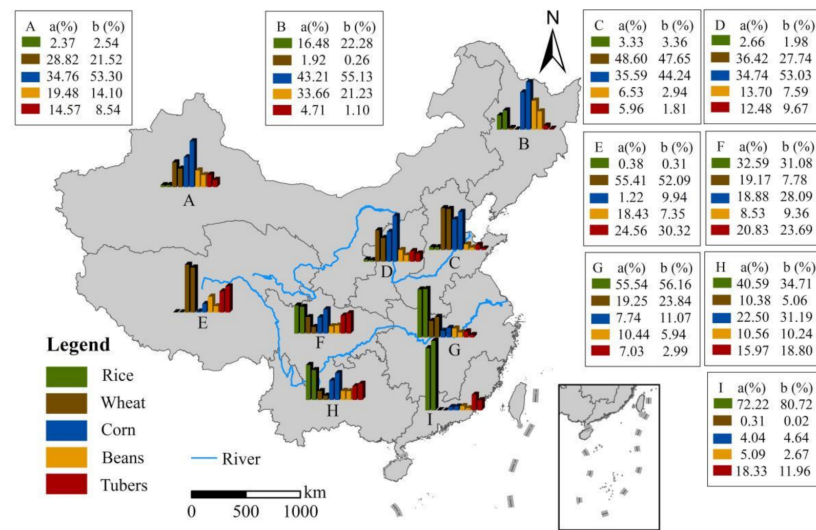 A a(%) b (%)
2.37 2.54
28.82 21.52
34.76 53.30
19.48 14.10
14.57 8.54
B a(%) b (%)
16.48 22.28
1.92 0.26
43.21 55.13
33.66 21.23
4.71 1.10
N
C a(%) b (%)
3.33 3.36
48.60 47.65
35.59 44.24
6.53 2.94
5.96 1.81
D a(%) b (%)
2.66 1.98
36.42 27.74
34.74 53.03
13.70 7.59
12.48 9.67
E a(%) b (%)
0.38 0.31
55.41 52.09
1.22 9.94
18.43 7.35
24.56 30.32
F a(%) b (%)
32.59 31.08
19.17 7.78
18.88 28.09
8.53 9.36
20.83 23.69
G a(%) b (%)
55.54 56.16
19.25 23.84
7.74 11.07
10.44 5.94
7.03 2.99
H a(%) b (%)
40.59 34.71
10.38 5.06
22.50 31.19
10.56 10.24
15.97 18.80
I a(%) b (%)
72.22 80.72
0.31 0.02
4.04 4.64
5.09 2.67
18.33 11.96
B
A
D
C
E
F
G
H
I
Legend
Rice
Wheat
Corn
Beans
Tubers
River
km
0 500 1000